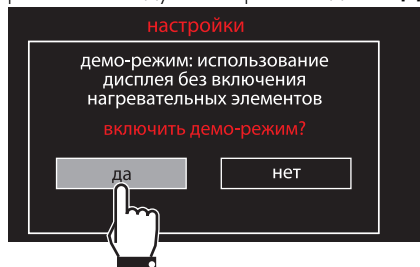 настройки
демо-режим: использование
дисплея без включения
нагревательных элементов
включить демо-режим?
да
нет